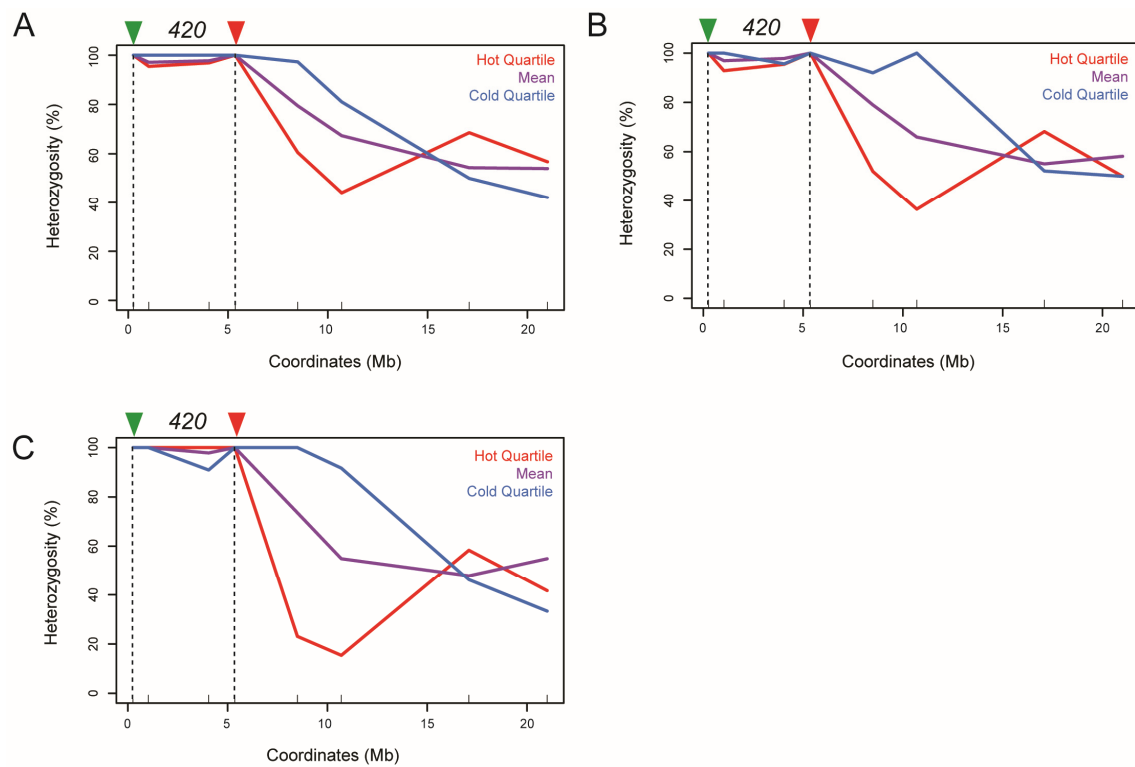 A
420
Hot Quartile
Mean
Cold Quartile
Heterozygosity (%)
0 20 40 60 80 100
0 5 10 15 20
Coordinates (Mb)
B
420
Hot Quartile
Mean
Cold Quartile
Heterozygosity (%)
0 20 40 60 80 100
0 5 10 15 20
Coordinates (Mb)
C
420
Hot Quartile
Mean
Cold Quartile
Heterozygosity (%)
0 20 40 60 80 100
0 5 10 15 20
Coordinates (Mb)